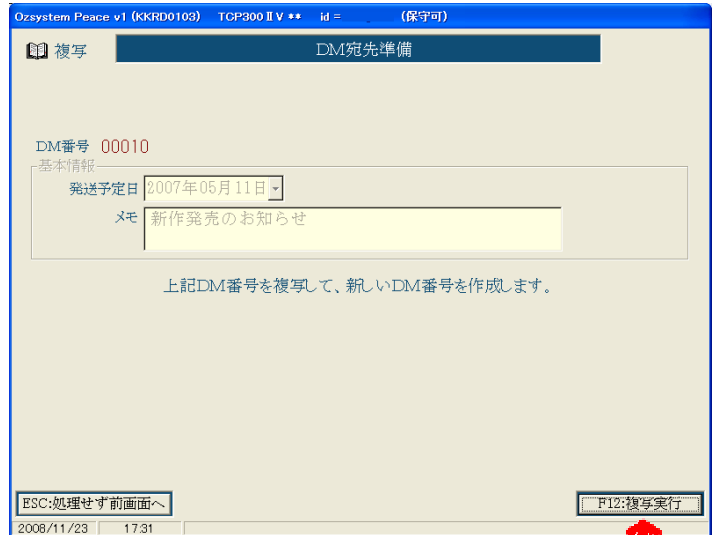 Ozsystem Peace v1 (KKRD0103) TCP300ⅡV ** id = (保守可)
複写 DM宛先準備
DM番号 00010
基本情報
発送予定日 2007年05月11日
メモ 新作発売のお知らせ
上記DM番号を複写して、新しいDM番号を作成します。
ESC:処理せず前画面へ F12:複写実行
2008/11/23 17:31